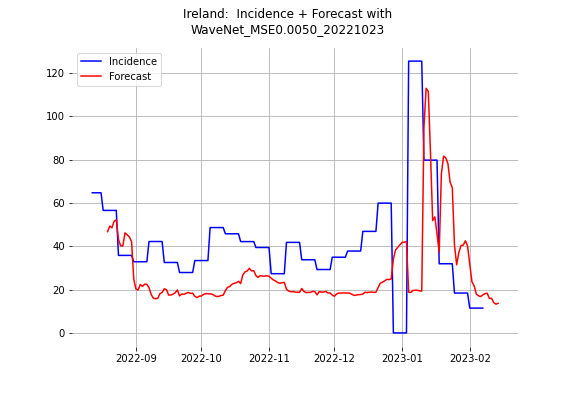 Ireland:  Incidence + Forecast with
WaveNet_MSE0.0050_20221023
Incidence
Forecast
120
100
80
60
40
20
0
2022-09 2022-10 2022-11 2022-12 2023-01 2023-02